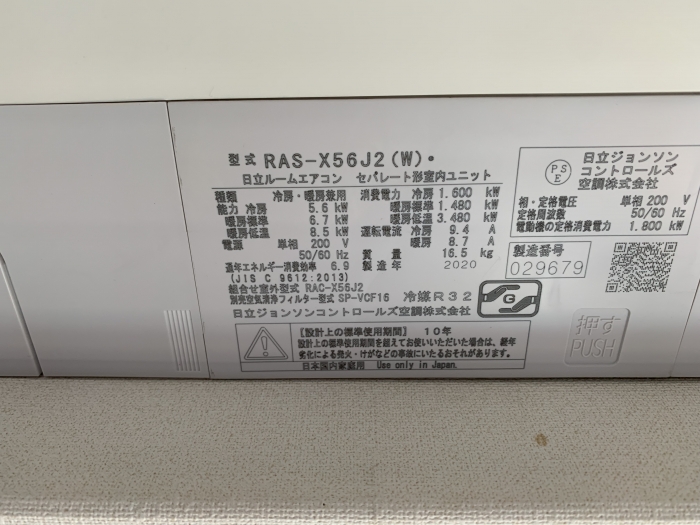 型式 RAS-X56J2(W)・
日立ルームエアコン セパレート形室内ユニット
種類 冷房・暖房兼用 消費電力 冷房 1.600 kW
能力 冷房 5.6 kW 暖房標準 1.480 kW
暖房標準 6.7 kW 暖房低温 3.480 kW
暖房低温 8.5 kW 運転電流 冷房 9.4 A
電源 単相 200 V 暖房 8.7 A
50/60 Hz 質量 16.5 kg
通年エネルギー消費効率 6.9 製造年 2020
(JIS C 9612:2013)
組合せ室外型式 RAC-X56J2
別売空気清浄フィルター型式 SP-VCF16 冷媒R32
日立ジョンソンコントロールズ空調株式会社
G
[設計上の標準使用期間] 10年
設計上の標準使用期間を超えてお使いいただいた場合は、経年
劣化による発火・けがなどの事故にいたるおそれがあります。
日本国内家庭用 Use only in Japan.
PS
E
日立ジョンソン
コントロールズ
空調株式会社
相・定格電圧 単相 200 V
定格周波数 50/60 Hz
電動機の定格消費電力 1.800 kW
製造番号
029679
押す
PUSH